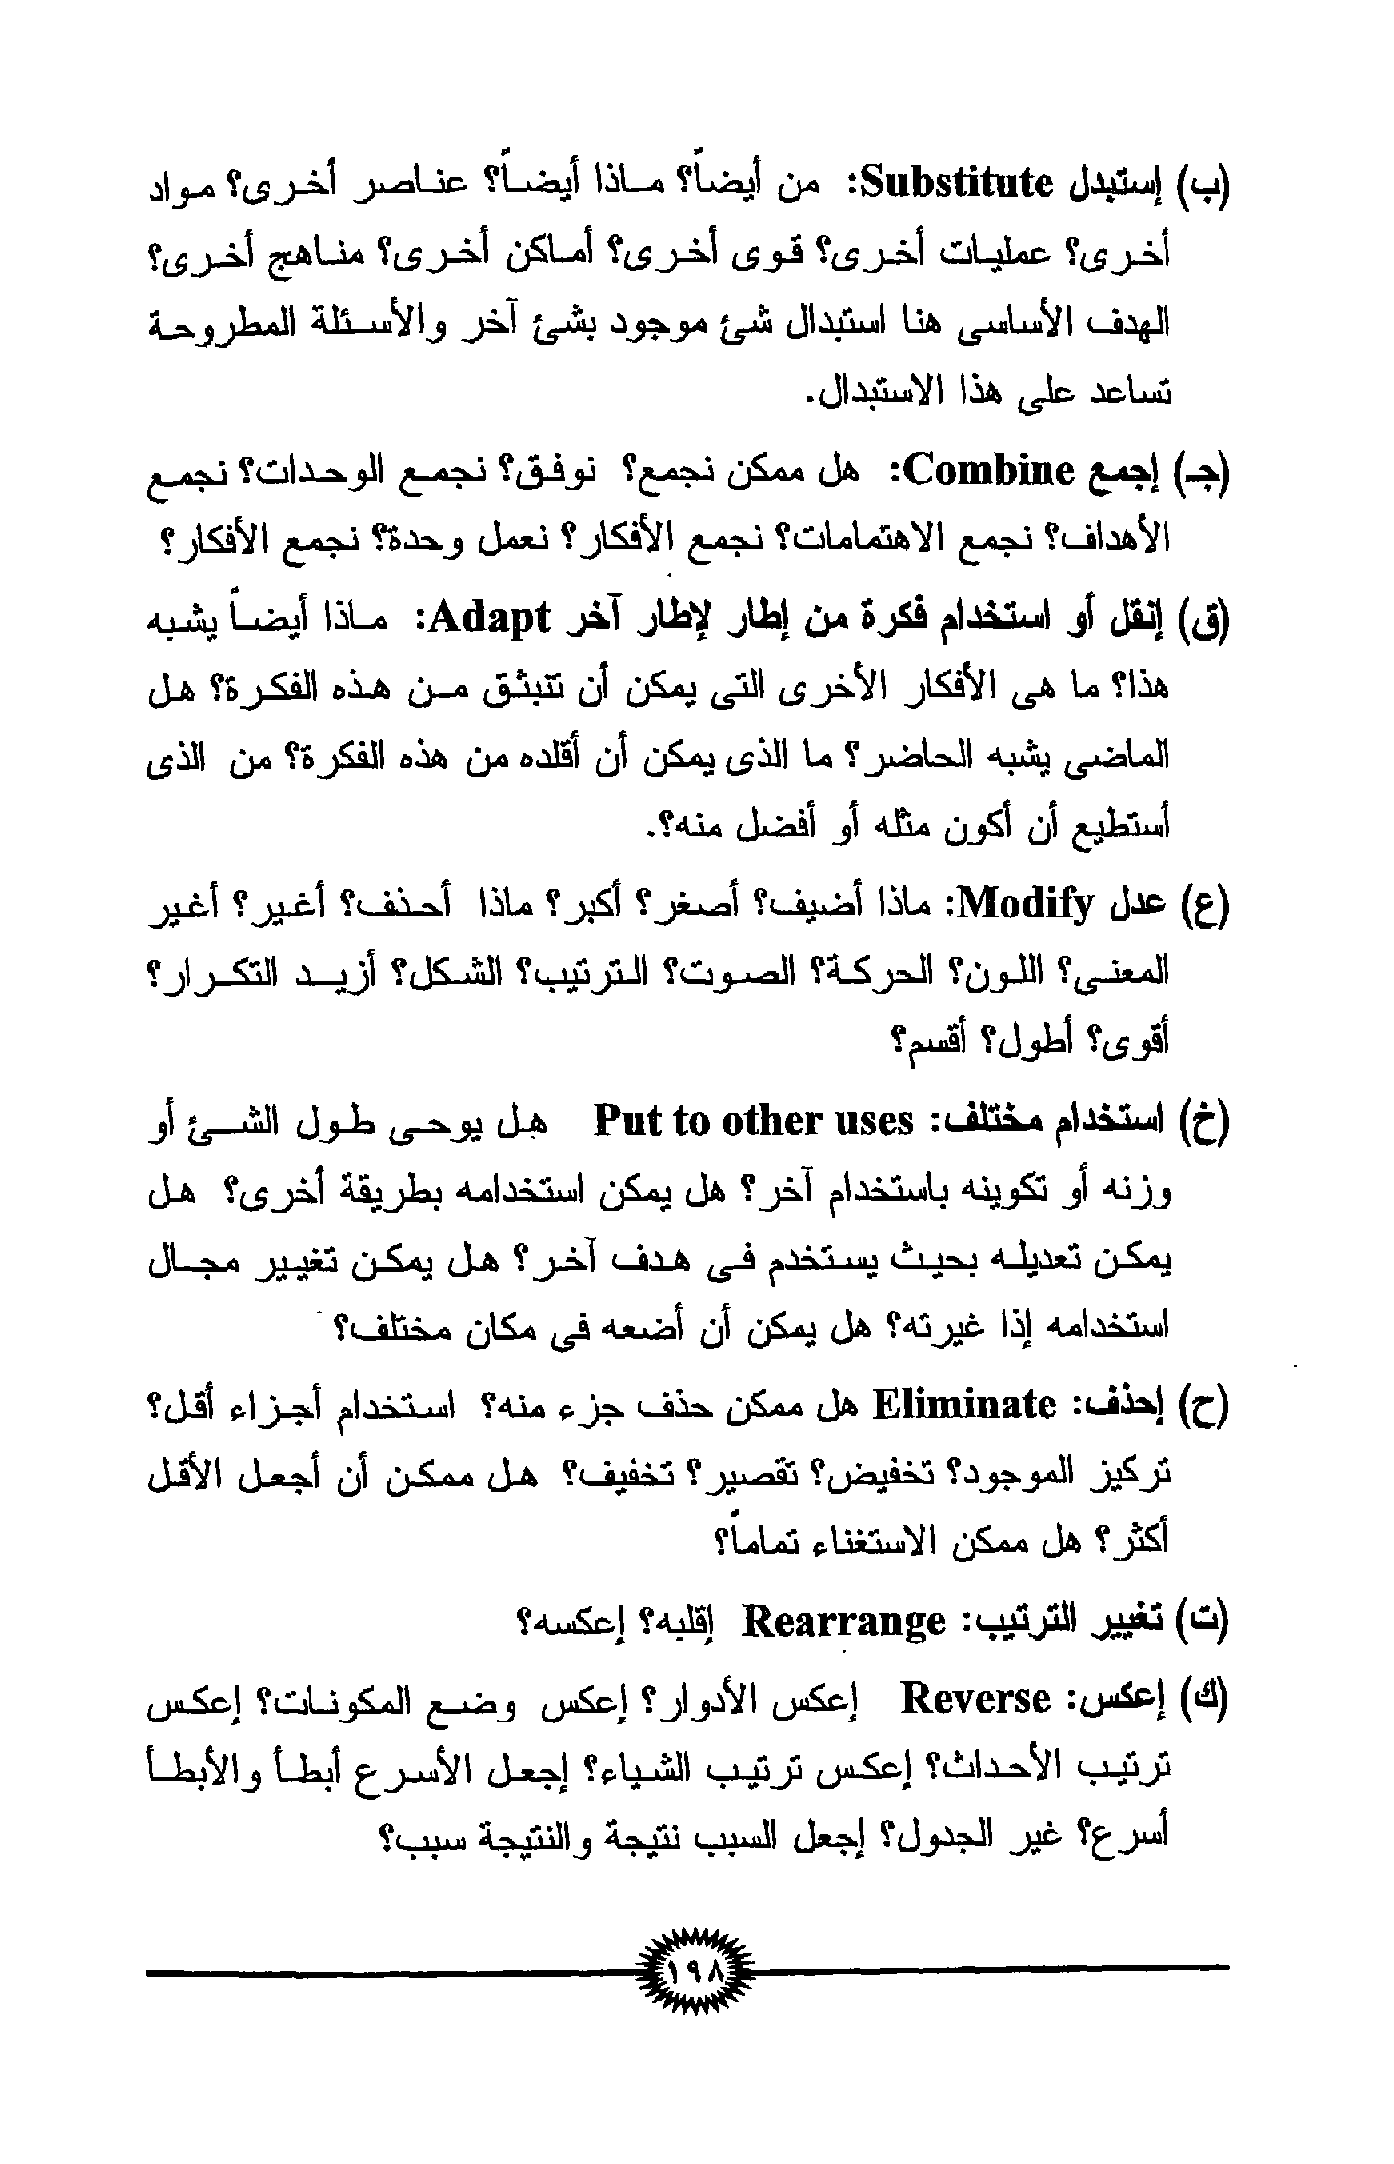 (ب) إستبدل Substitute: من أيضاً؟ ماذا أيضاً؟ عناصر أخرى؟ مواد
أخرى؟ عمليات أخرى؟ قوى أخرى؟ أماكن أخرى؟ مناهج أخرى؟
الهدف الأساسى هنا استبدال شئ موجود بشئ آخر والأسئلة المطروحة
تساعد على هذا الاستبدال.
(جـ) إجمع Combine: هل ممكن نجمع؟ نوفق؟ نجمع الوحدات؟ نجمع
الأهداف؟ نجمع الاهتمامات؟ نجمع الأفكار؟ نعمل وحدة؟ نجمع الأفكار؟
(ق) إنقل أو استخدام فكرة من إطار لإطار آخر Adapt: ماذا أيضاً يشبه
هذا؟ ما هى الأفكار الأخرى التى يمكن أن تنبثق من هذه الفكرة؟ هل
الماضى يشبه الحاضر؟ ما الذى يمكن أن أقلده من هذه الفكرة؟ من الذى
أستطيع أن أكون مثله أو أفضل منه؟.
(ع) عدل Modify: ماذا أضيف؟ أصغر؟ أكبر؟ ماذا أحذف؟ أغير؟ أغير
المعنى؟ اللون؟ الحركة؟ الصوت؟ الترتيب؟ الشكل؟ أزيد التكرار؟
أقوى؟ أطول؟ أقسم؟
(خ) استخدام مختلف: Put to other uses هل يوحى طول الشئ أو
وزنه أو تكوينه باستخدام آخر؟ هل يمكن استخدامه بطريقة أخرى؟ هل
يمكن تعديله بحيث يستخدم فى هدف آخر؟ هل يمكن تغيير مجال
استخدامه إذا غيرته؟ هل يمكن أن أضعه فى مكان مختلف؟
(ح) إحذف: Eliminate هل ممكن حذف جزء منه؟ استخدام أجزاء أقل؟
تركيز الموجود؟ تخفيض؟ تقصير؟ تخفيف؟ هل ممكن أن أجعل الأقل
أكثر؟ هل ممكن الاستغناء تماماً؟
(ت) تغيير الترتيب: Rearrange إقلبه؟ إعكسه؟
(ك) إعكس: Reverse إعكس الأدوار؟ إعكس وضع المكونات؟ إعكس
ترتيب الأحداث؟ إعكس ترتيب الشياء؟ إجعل الأسرع أبطأ والأبطأ
أسرع؟ غير الجدول؟ إجعل السبب نتيجة والنتيجة سبب؟
١٩٨